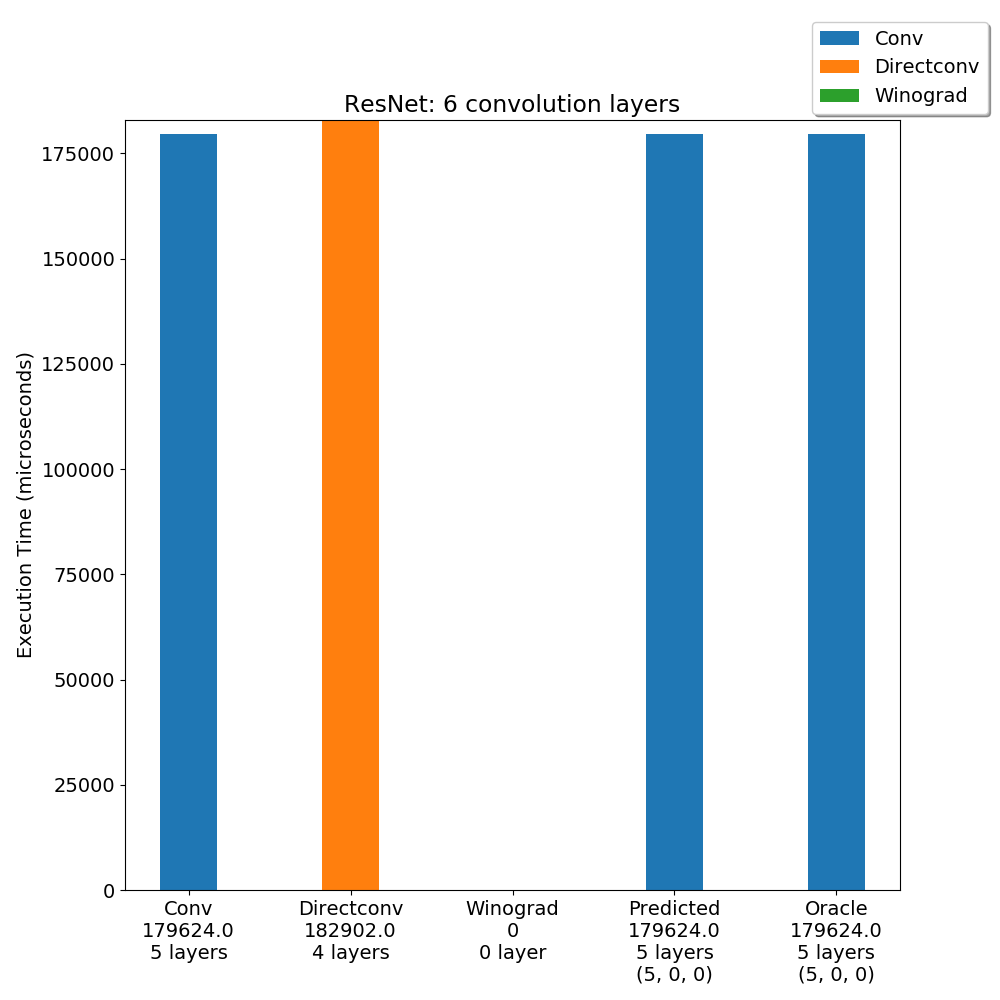 Conv
Directconv
Winograd
ResNet: 6 convolution layers
Execution Time (microseconds)
175000
150000
125000
100000
75000
50000
25000
0
Conv
179624.0
5 layers
Directconv
182902.0
4 layers
Winograd
0
0 layer
Predicted
179624.0
5 layers
(5, 0, 0)
Oracle
179624.0
5 layers
(5, 0, 0)